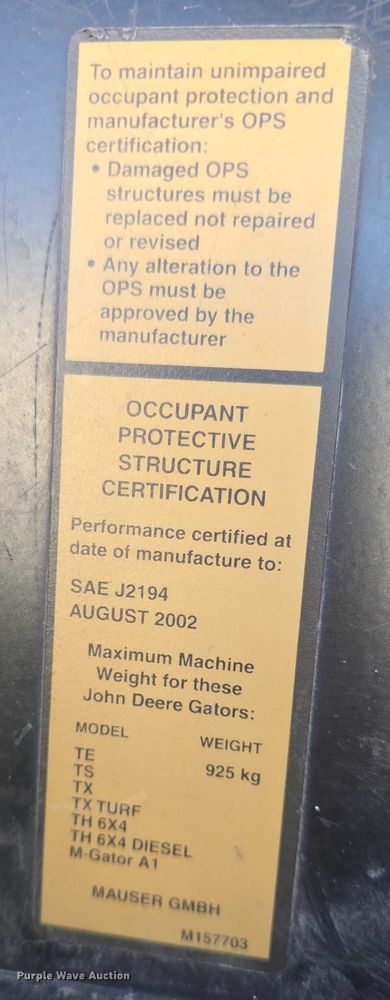 To maintain unimpaired
occupant protection and
manufacturer's OPS
certification:
• Damaged OPS
structures must be
replaced not repaired
or revised
• Any alteration to the
OPS must be
approved by the
manufacturer
OCCUPANT
PROTECTIVE
STRUCTURE
CERTIFICATION
Performance certified at
date of manufacture to:
SAE J2194
AUGUST 2002
Maximum Machine
Weight for these
John Deere Gators:
MODEL WEIGHT
TE 925 kg
TS
TX
TX TURF
TH 6X4
TH 6X4 DIESEL
M-Gator A1
MAUSER GMBH
M157703
Purple Wave Auction